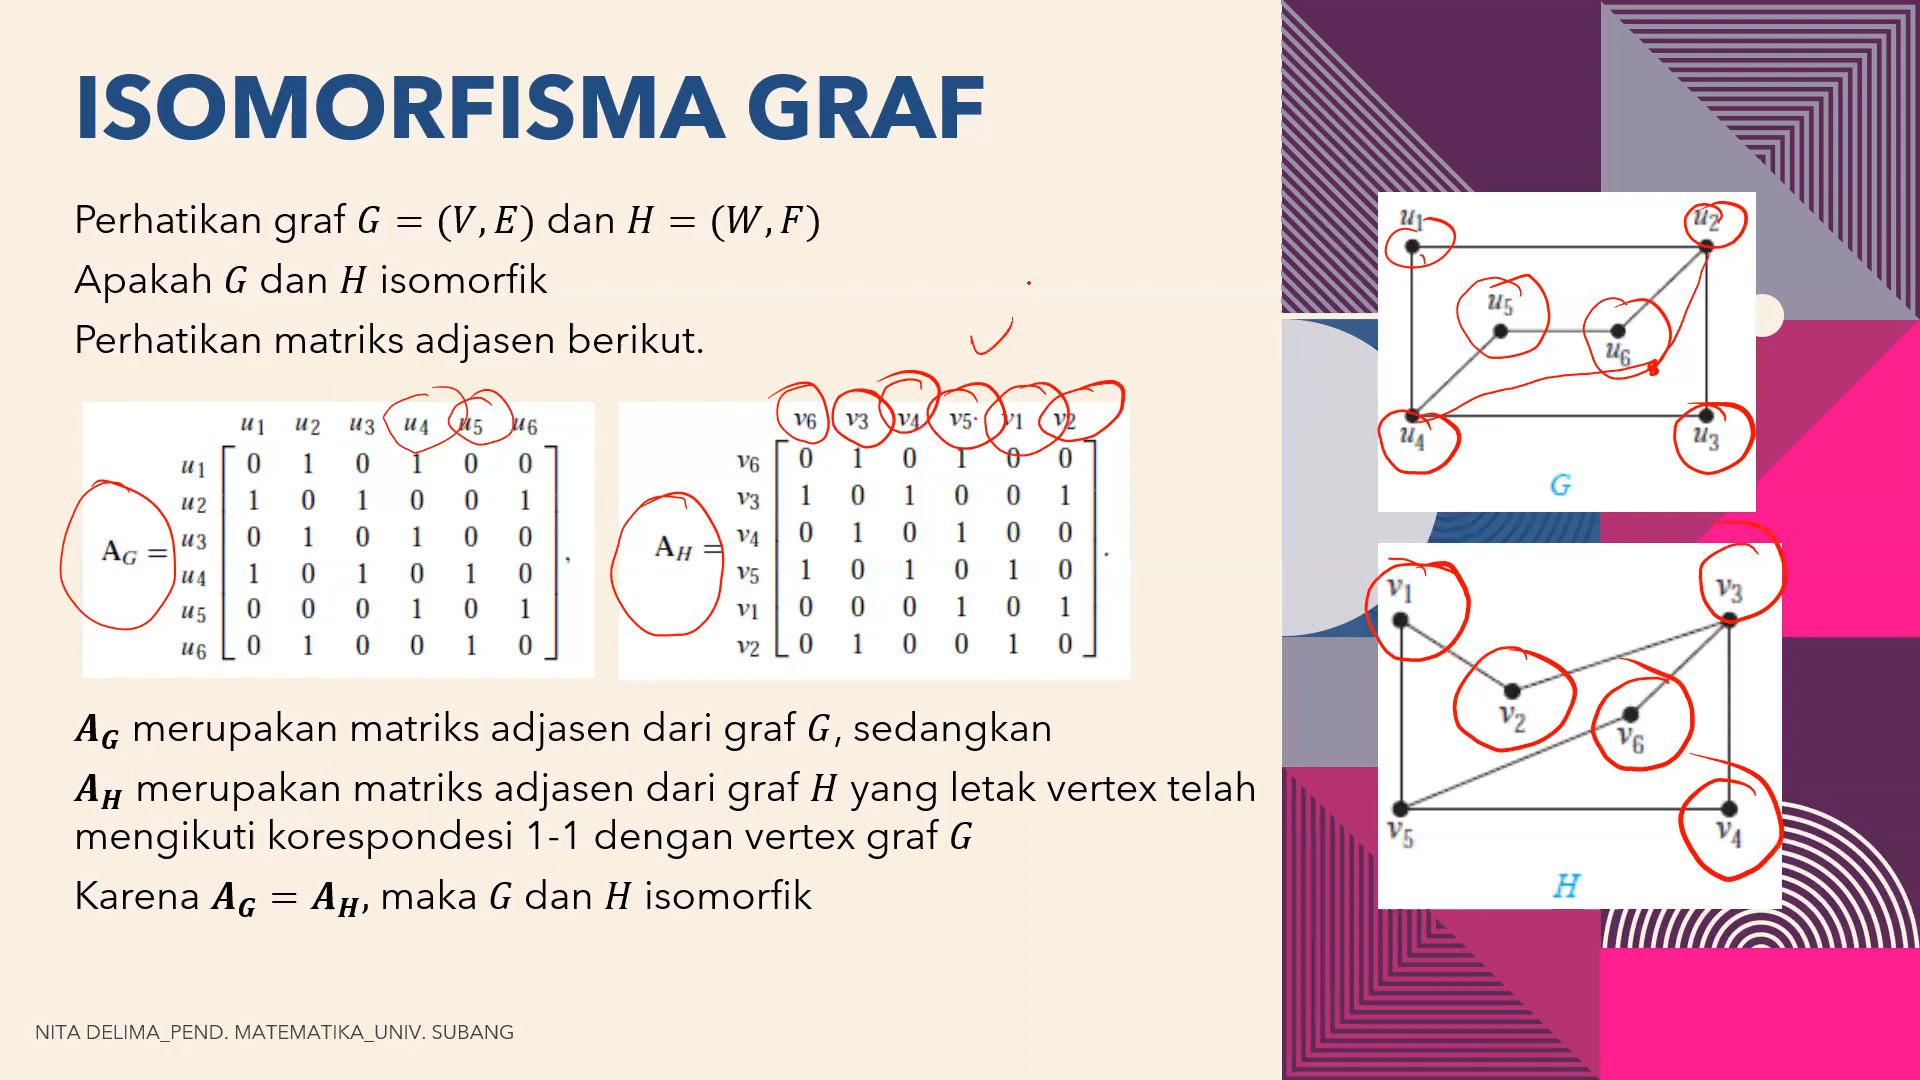 ISOMORFISMA GRAF
Perhatikan graf G = (V, E) dan H = (W, F)
Apakah G dan H isomorfik
Perhatikan matriks adjasen berikut.
u1 u2 u3 u4 u5 u6
u1 0 1 0 1 0 0
u2 1 0 1 0 0 1
u3 0 1 0 1 0 0
u4 1 0 1 0 1 0
u5 0 0 0 1 0 1
u6 0 1 0 0 1 0
AG = ,
v6 v3 v4 v5 v1 v2
v6 0 1 0 1 0 0
v3 1 0 1 0 0 1
v4 0 1 0 1 0 0
v5 1 0 1 0 1 0
v1 0 0 0 1 0 1
v2 0 1 0 0 1 0
AH = .
AG merupakan matriks adjasen dari graf G, sedangkan
AH merupakan matriks adjasen dari graf H yang letak vertex telah
mengikuti korespondesi 1-1 dengan vertex graf G
Karena AG = AH, maka G dan H isomorfik
NITA DELIMA_PEND. MATEMATIKA_UNIV. SUBANG
u1 u2
u5
u6
u4 u3
G
v1 v3
v2
v6
v5 v4
H